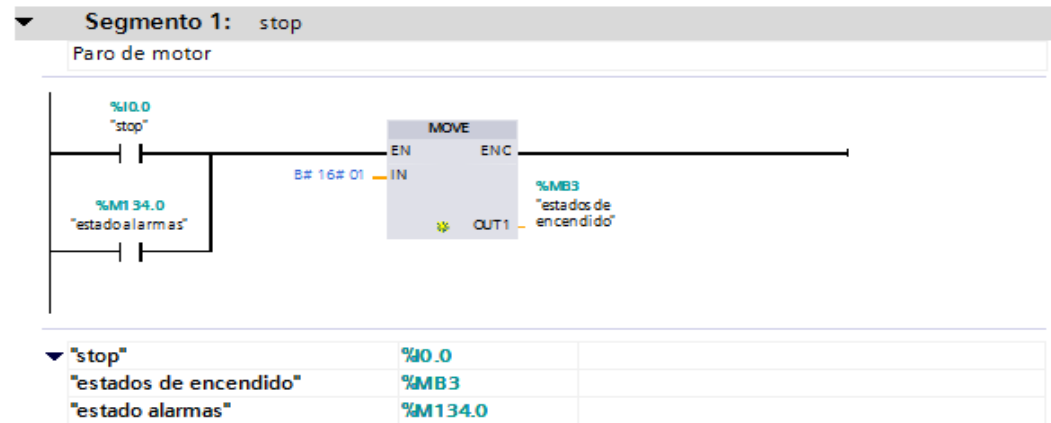 Segmento 1: stop
Paro de motor
%I0.0
"stop"
MOVE
EN ENC
B# 16# 01 IN
%MB3
"estados de
encendido"
OUT1
%M134.0
"estado alarmas"
"stop" %I0.0
"estados de encendido" %MB3
"estado alarmas" %M134.0